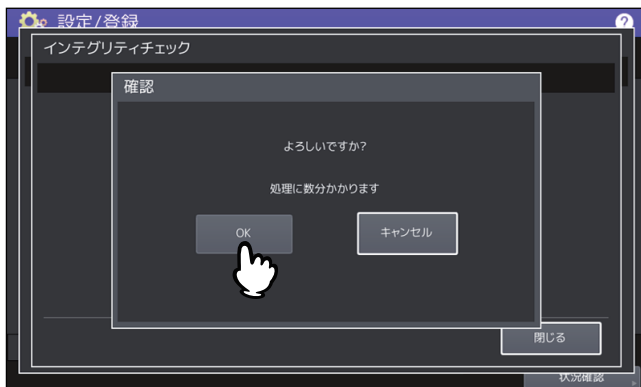 設定/登録
?
インテグリティチェック
確認
よろしいですか?
処理に数分かかります
OK
キャンセル
閉じる
状況確認